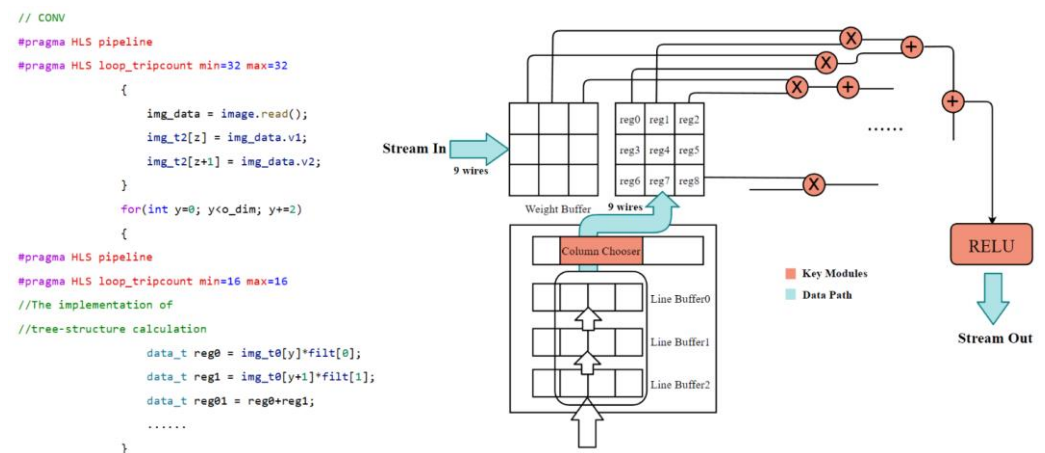 // CONV
#pragma HLS pipeline
#pragma HLS loop_tripcount min=32 max=32
{
img_data = image.read();
img_t2[z] = img_data.v1;
img_t2[z+1] = img_data.v2;
}
for(int y=0; y<o_dim; y+=2)
{
#pragma HLS pipeline
#pragma HLS loop_tripcount min=16 max=16
//The implementation of
//tree-structure calculation
data_t reg0 = img_t0[y]*filt[0];
data_t reg1 = img_t0[y+1]*filt[1];
data_t reg01 = reg0+reg1;
......
}
Stream In
9 wires
Weight Buffer
reg0 reg1 reg2
reg3 reg4 reg5
reg6 reg7 reg8
9 wires
Column Chooser
Line Buffer0
Line Buffer1
Line Buffer2
X
+
X
X
+
+
......
X
RELU
Key Modules
Data Path
Stream Out